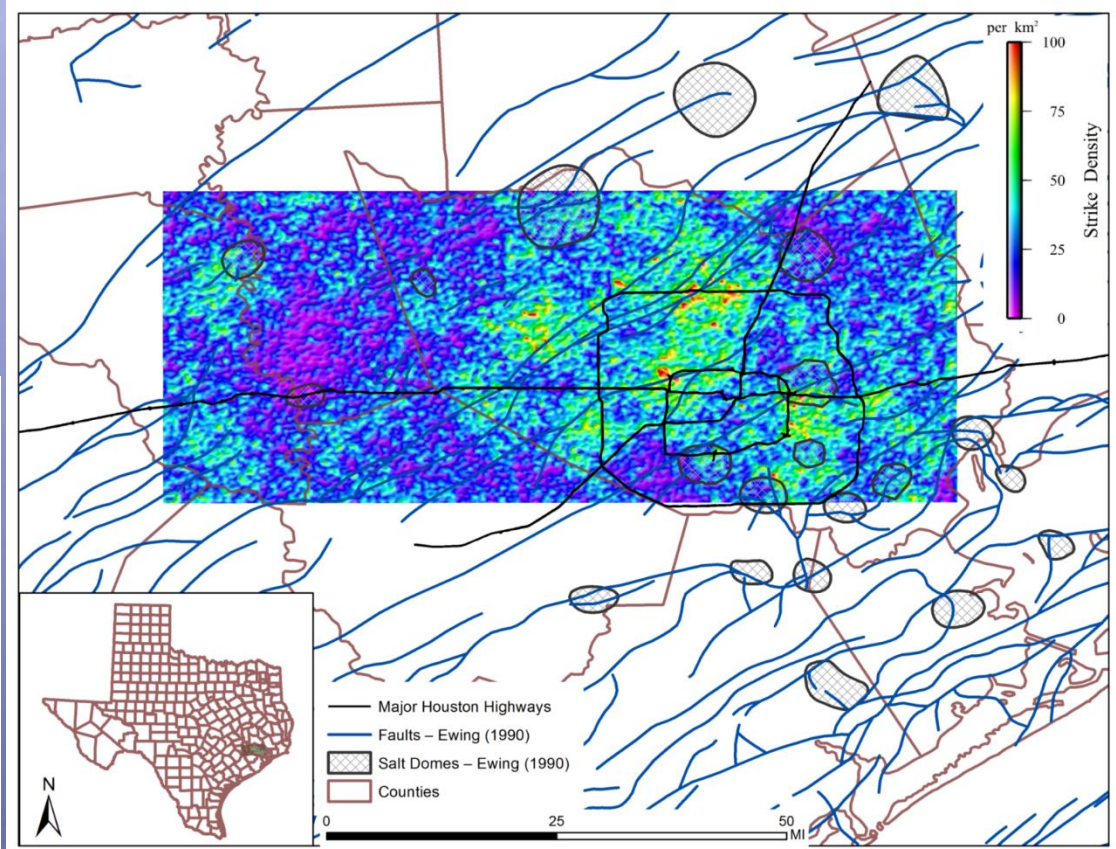 per km²
100
75
50
25
0
Strike Density
N
Major Houston Highways
Faults – Ewing (1990)
Salt Domes – Ewing (1990)
Counties
0 25 50
MI